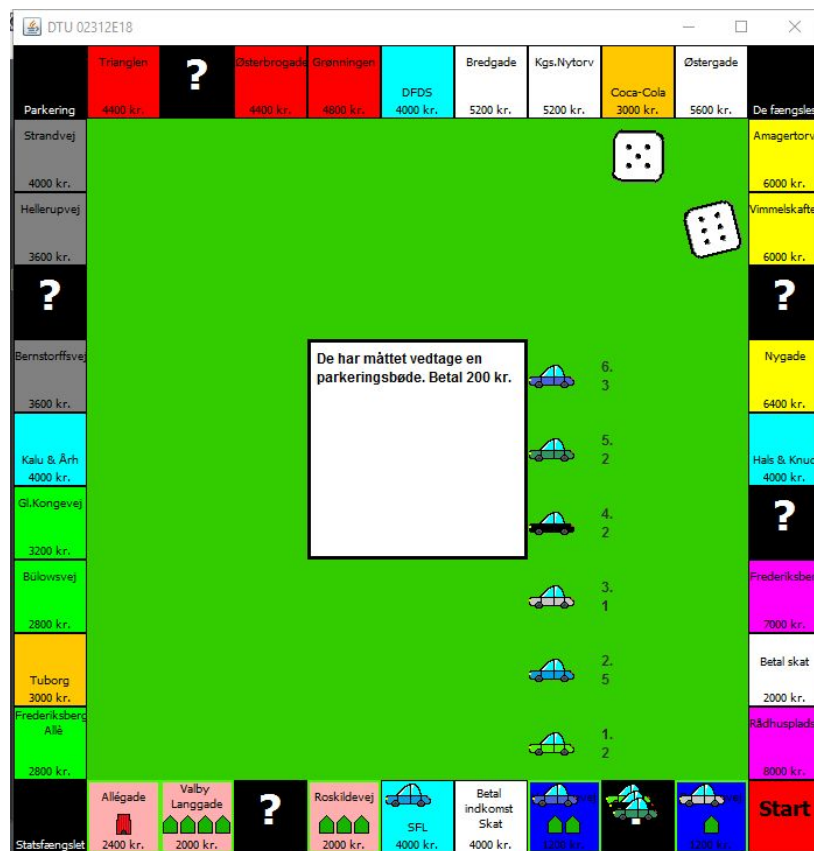 DTU 02312E18
Parkering
Trianglen
4400 kr.
?
Østerbrogade
4400 kr.
Grønningen
4800 kr.
DFDS
4000 kr.
Bredgade
5200 kr.
Kgs.Nytorv
5200 kr.
Coca-Cola
3000 kr.
Østergade
5600 kr.
De fængsles
Strandvej
4000 kr.
Amagertorv
6000 kr.
Hellerupvej
3600 kr.
Vimmelskafte
6000 kr.
?
?
Bernstorffsvej
3600 kr.
Nygade
6400 kr.
De har måttet vedtage en
parkeringsbøde. Betal 200 kr.
6.
3
5.
2
4.
2
3.
1
2.
5
1.
2
Kalu & Årh
4000 kr.
Hals & Knud
4000 kr.
Gl.Kongevej
3200 kr.
?
Bülowsvej
2800 kr.
Frederiksber
7000 kr.
Tuborg
3000 kr.
Betal skat
2000 kr.
Frederiksberg
Allè
2800 kr.
Rådhusplads
8000 kr.
Statsfængslet
Allégade
2400 kr.
Valby
Langgade
2000 kr.
?
Roskildevej
2000 kr.
SFL
4000 kr.
Betal
indkomst
Skat
4000 kr.
1200 kr.
1200 kr.
Start